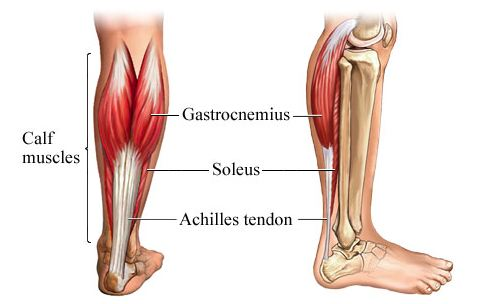 Gastrocnemius
Calf
muscles
Soleus
Achilles tendon